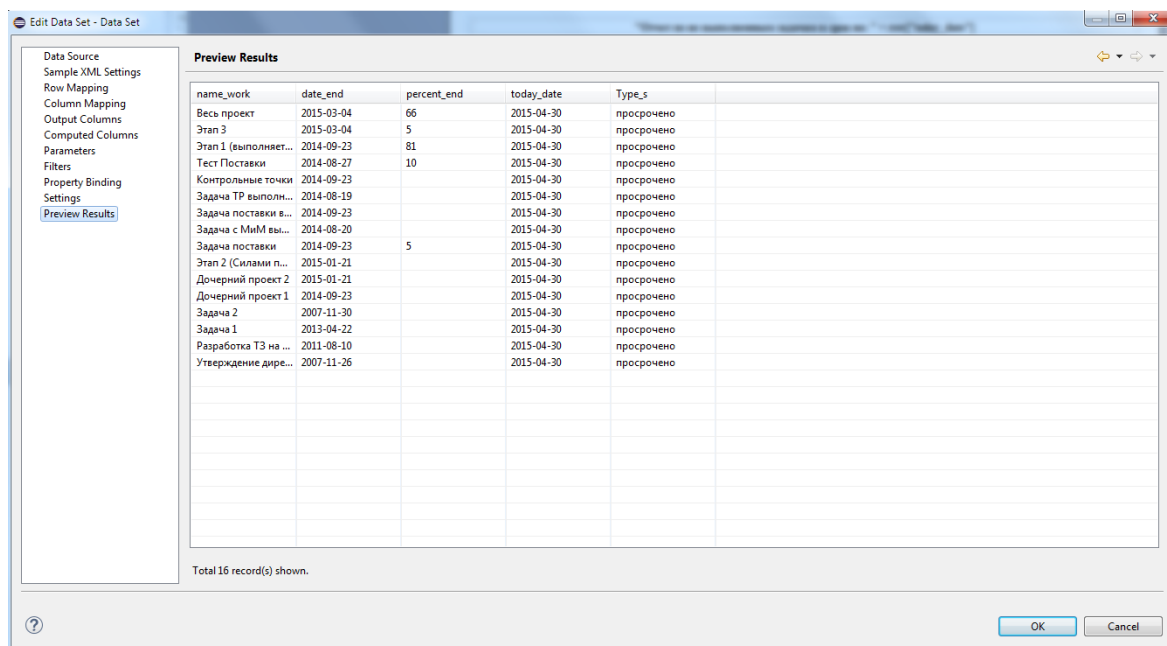 Edit Data Set - Data Set
Data Source
Sample XML Settings
Row Mapping
Column Mapping
Output Columns
Computed Columns
Parameters
Filters
Property Binding
Settings
Preview Results
Preview Results
name_work date_end percent_end today_date Type_s
Весь проект 2015-03-04 66 2015-04-30 просрочено
Этап 3 2015-03-04 5 2015-04-30 просрочено
Этап 1 (выполняет... 2014-09-23 81 2015-04-30 просрочено
Тест Поставки 2014-08-27 10 2015-04-30 просрочено
Контрольные точки 2014-09-23 2015-04-30 просрочено
Задача ТР выполн... 2014-08-19 2015-04-30 просрочено
Задача поставки в... 2014-09-23 2015-04-30 просрочено
Задача с МиМ вы... 2014-08-20 2015-04-30 просрочено
Задача поставки 2014-09-23 5 2015-04-30 просрочено
Этап 2 (Силами п... 2015-01-21 2015-04-30 просрочено
Дочерний проект 2 2015-01-21 2015-04-30 просрочено
Дочерний проект 1 2014-09-23 2015-04-30 просрочено
Задача 2 2007-11-30 2015-04-30 просрочено
Задача 1 2013-04-22 2015-04-30 просрочено
Разработка ТЗ на ... 2011-08-10 2015-04-30 просрочено
Утверждение дире... 2007-11-26 2015-04-30 просрочено
Total 16 record(s) shown.
OK Cancel